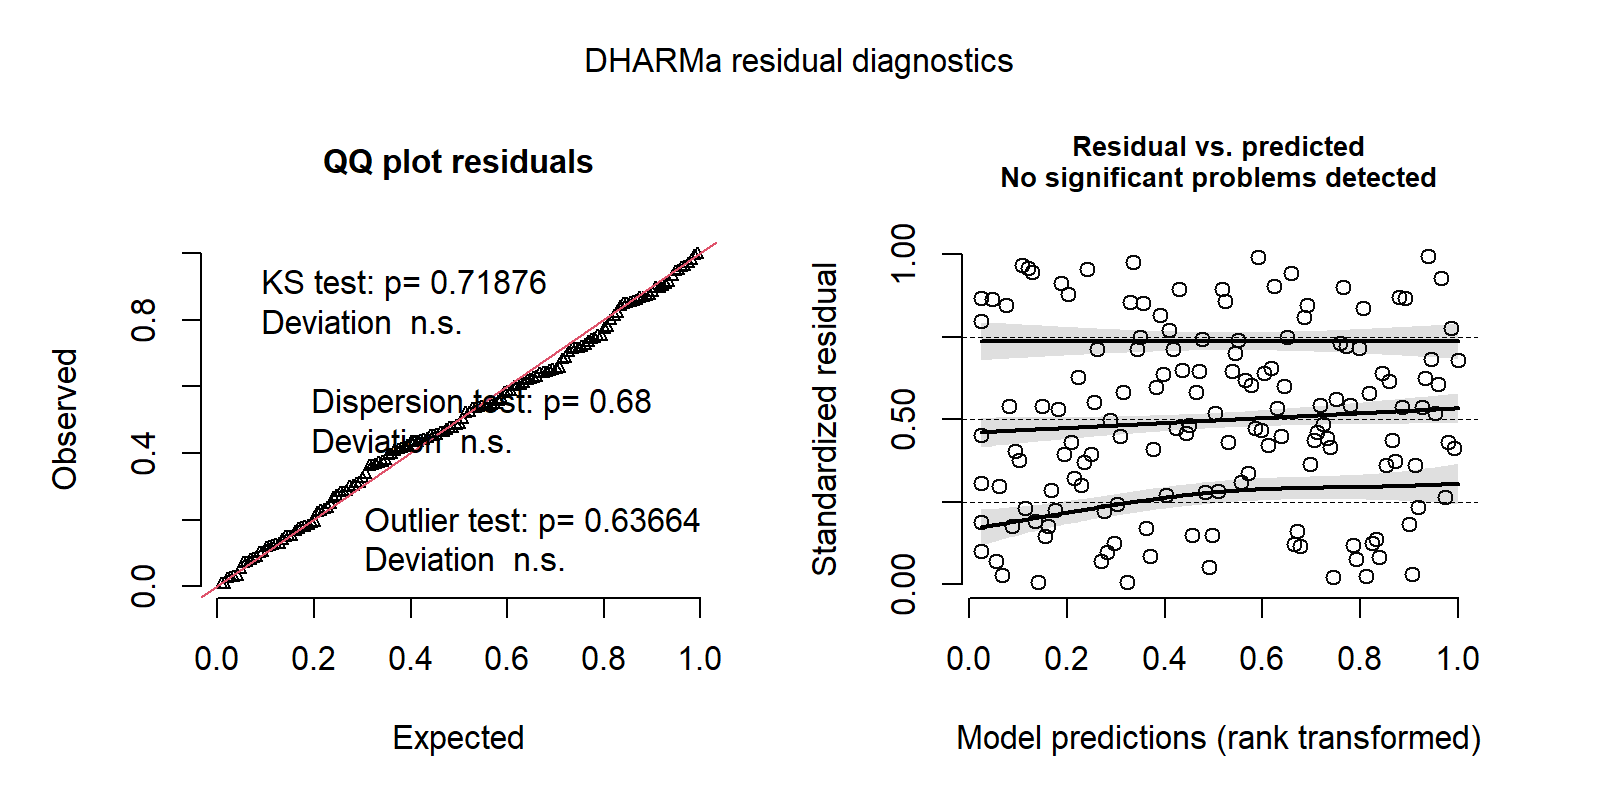 DHARMa residual diagnostics
QQ plot residuals
KS test: p= 0.71876
Deviation n.s.
Dispersion test: p= 0.68
Deviation n.s.
Outlier test: p= 0.63664
Deviation n.s.
Observed
0.0 0.4 0.8
0.0 0.2 0.4 0.6 0.8 1.0
Expected
Residual vs. predicted
No significant problems detected
Standardized residual
0.00 0.50 1.00
0.0 0.2 0.4 0.6 0.8 1.0
Model predictions (rank transformed)